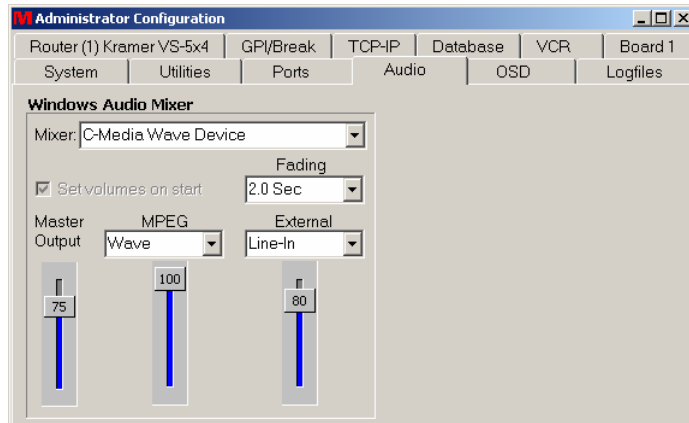 M Administrator Configuration
Router (1) Kramer VS-5x4 GPI/Break TCP-IP Database VCR Board 1
System Utilities Ports Audio OSD Logfiles
Windows Audio Mixer
Mixer: C-Media Wave Device
Fading
Set volumes on start 2.0 Sec
Master MPEG External
Output Wave Line-In
75 100 80